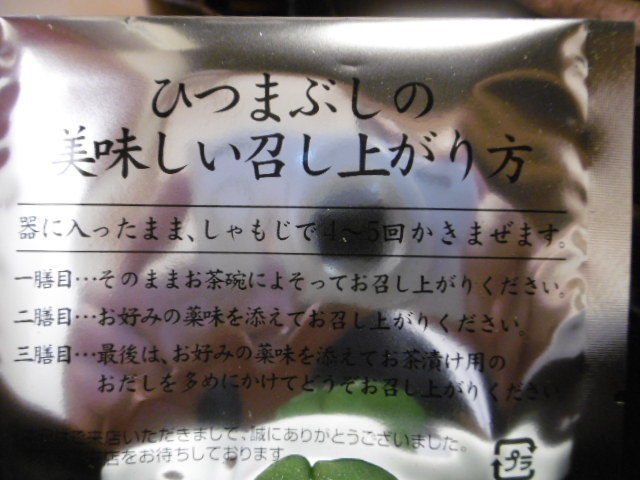 ひつまぶしの
美味しい召し上がり方
器に入ったまま、しゃもじで4～5回かきまぜます。
一膳目…そのままお茶碗によそってお召し上がりください。
二膳目…お好みの薬味を添えてお召し上がりください。
三膳目…最後は、お好みの薬味を添えてお茶漬け用の
おだしを多めにかけてどうぞお召し上がりください
来店いただきまして、誠にありがとうございました。
店をお待ちしております
プラ